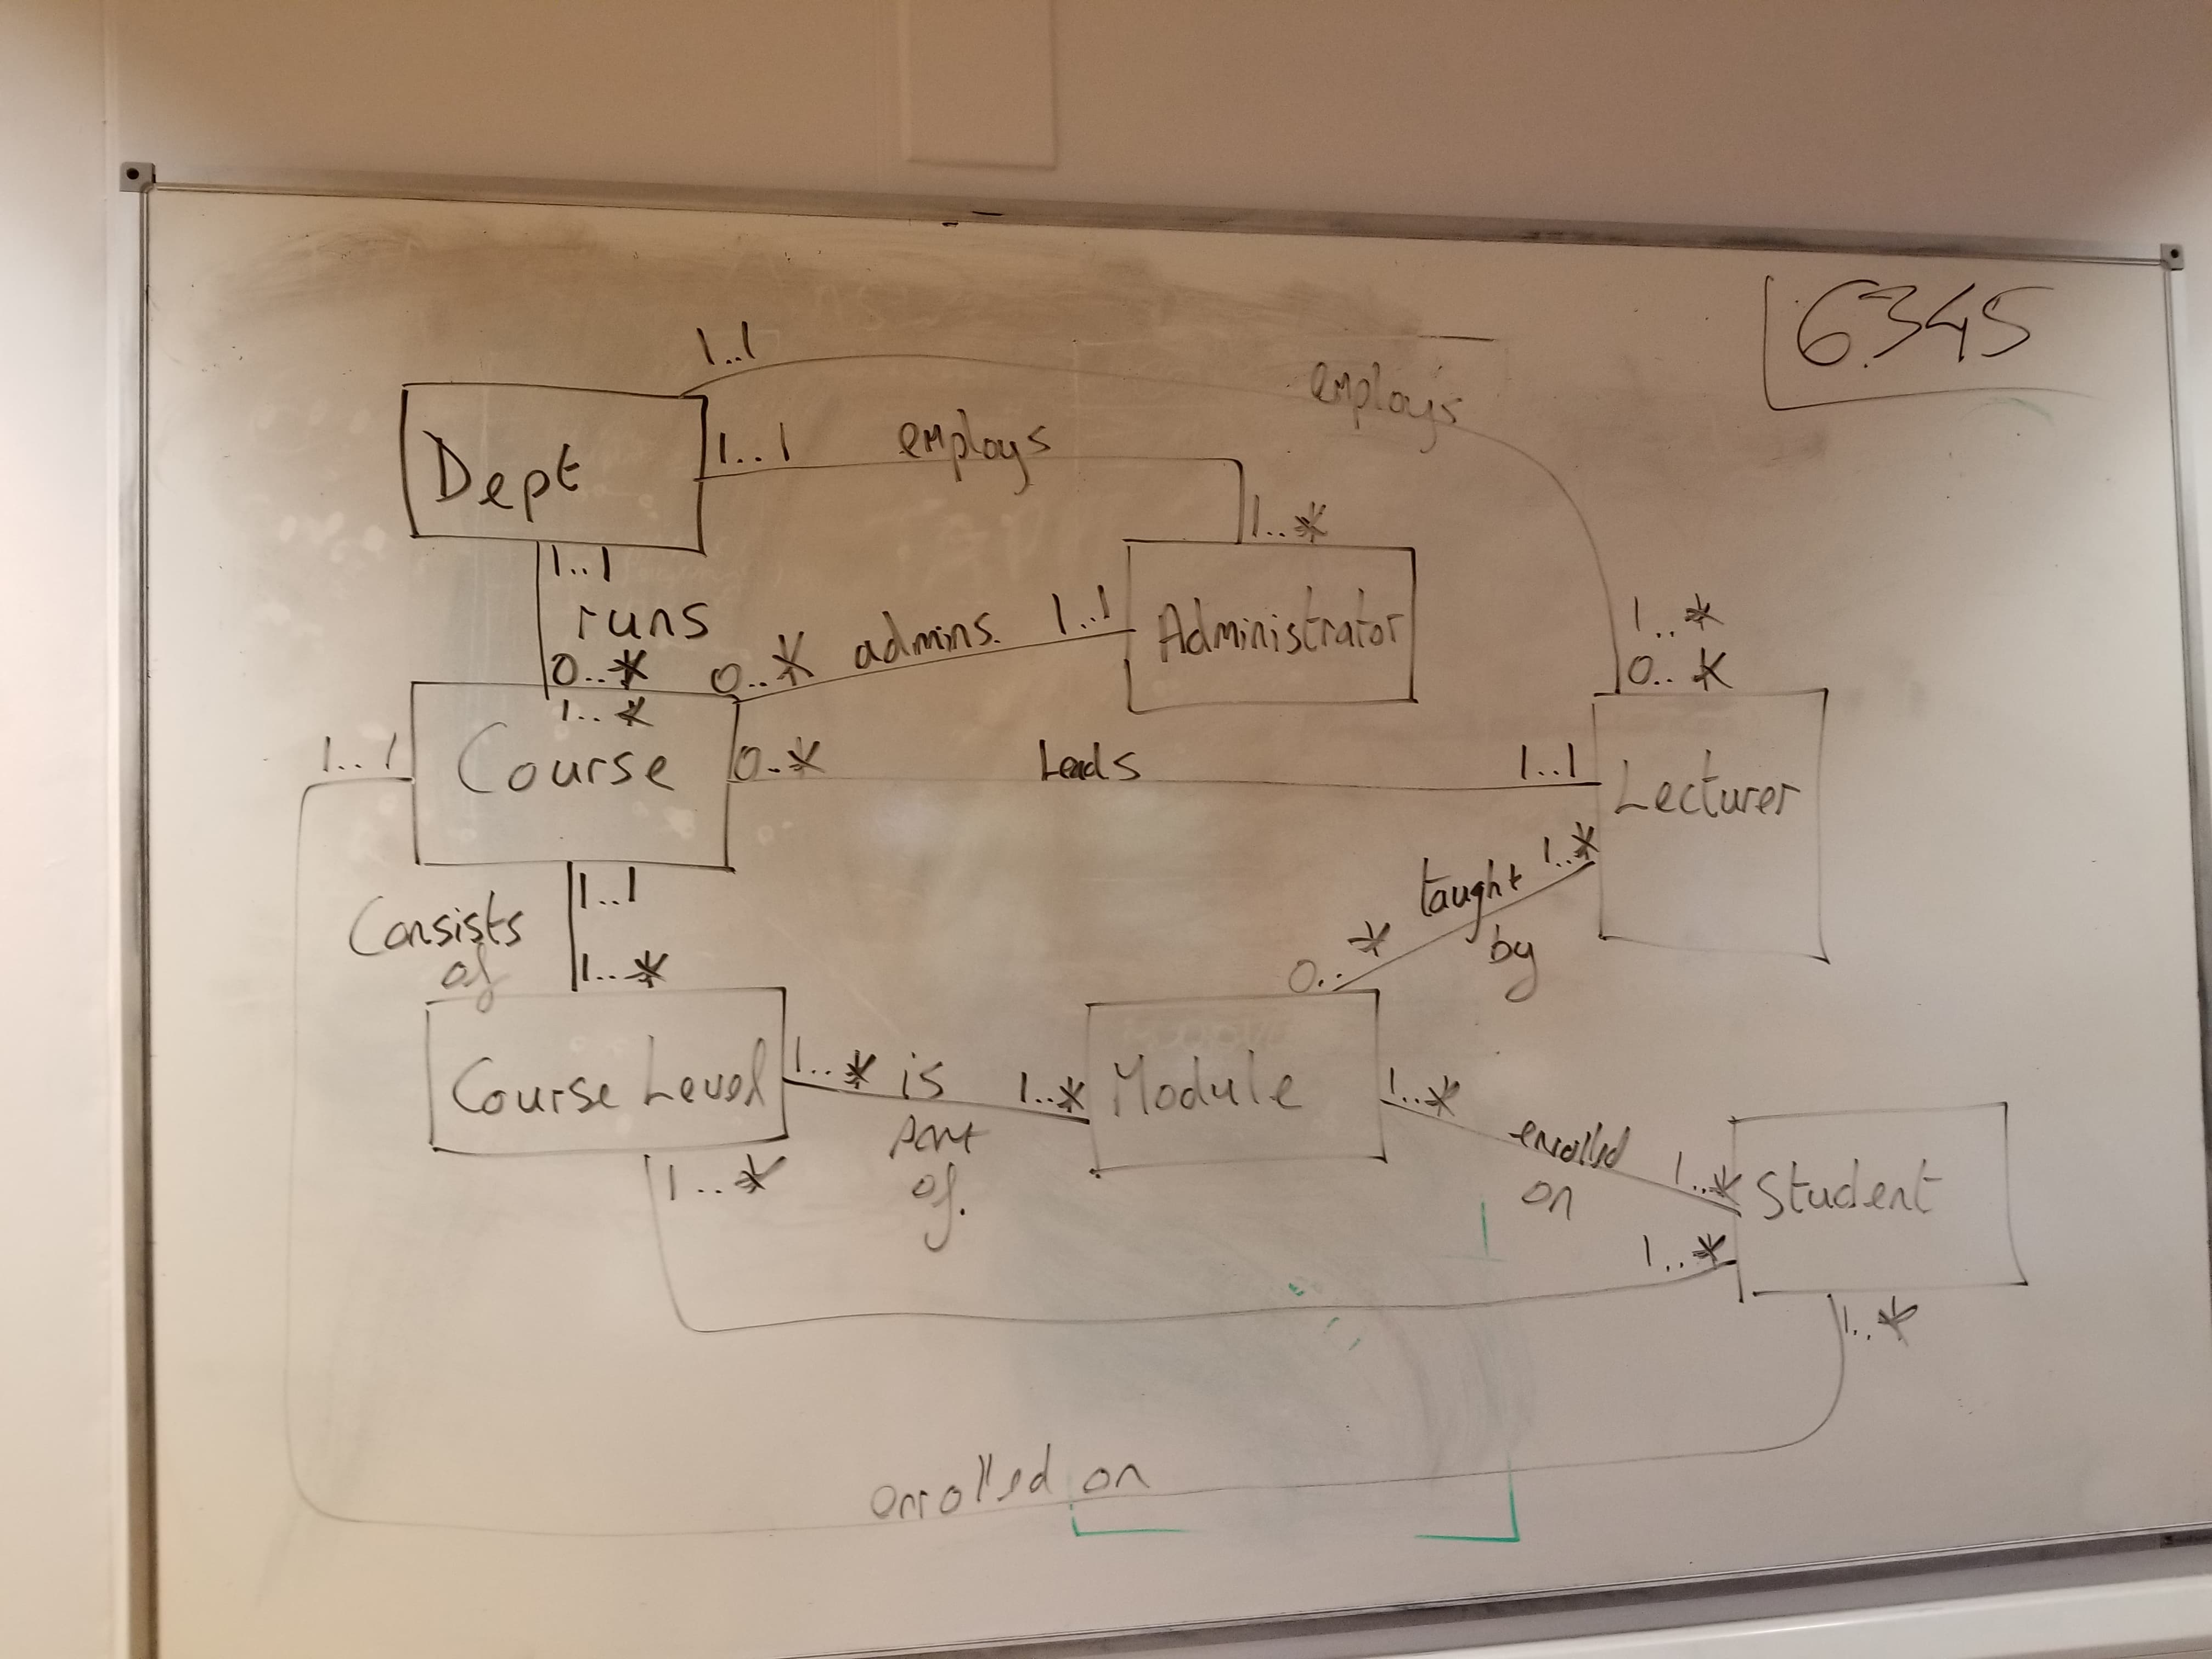 6345
1..1
employs
Dept
1..1
employs
1..*
1..1
runs
0..*
1..*
0..*
admins.
1..1
Administrator
1..*
0..*
1..1
Course
0..*
Leads
1..1
Lecturer
Consists
of
1..1
1..*
taught
by
1..*
0..*
Course Level
1..*
is
part
of.
1..*
Module
1..*
enrolled
on
1..*
Student
1..*
1..*
1..*
enrolled on